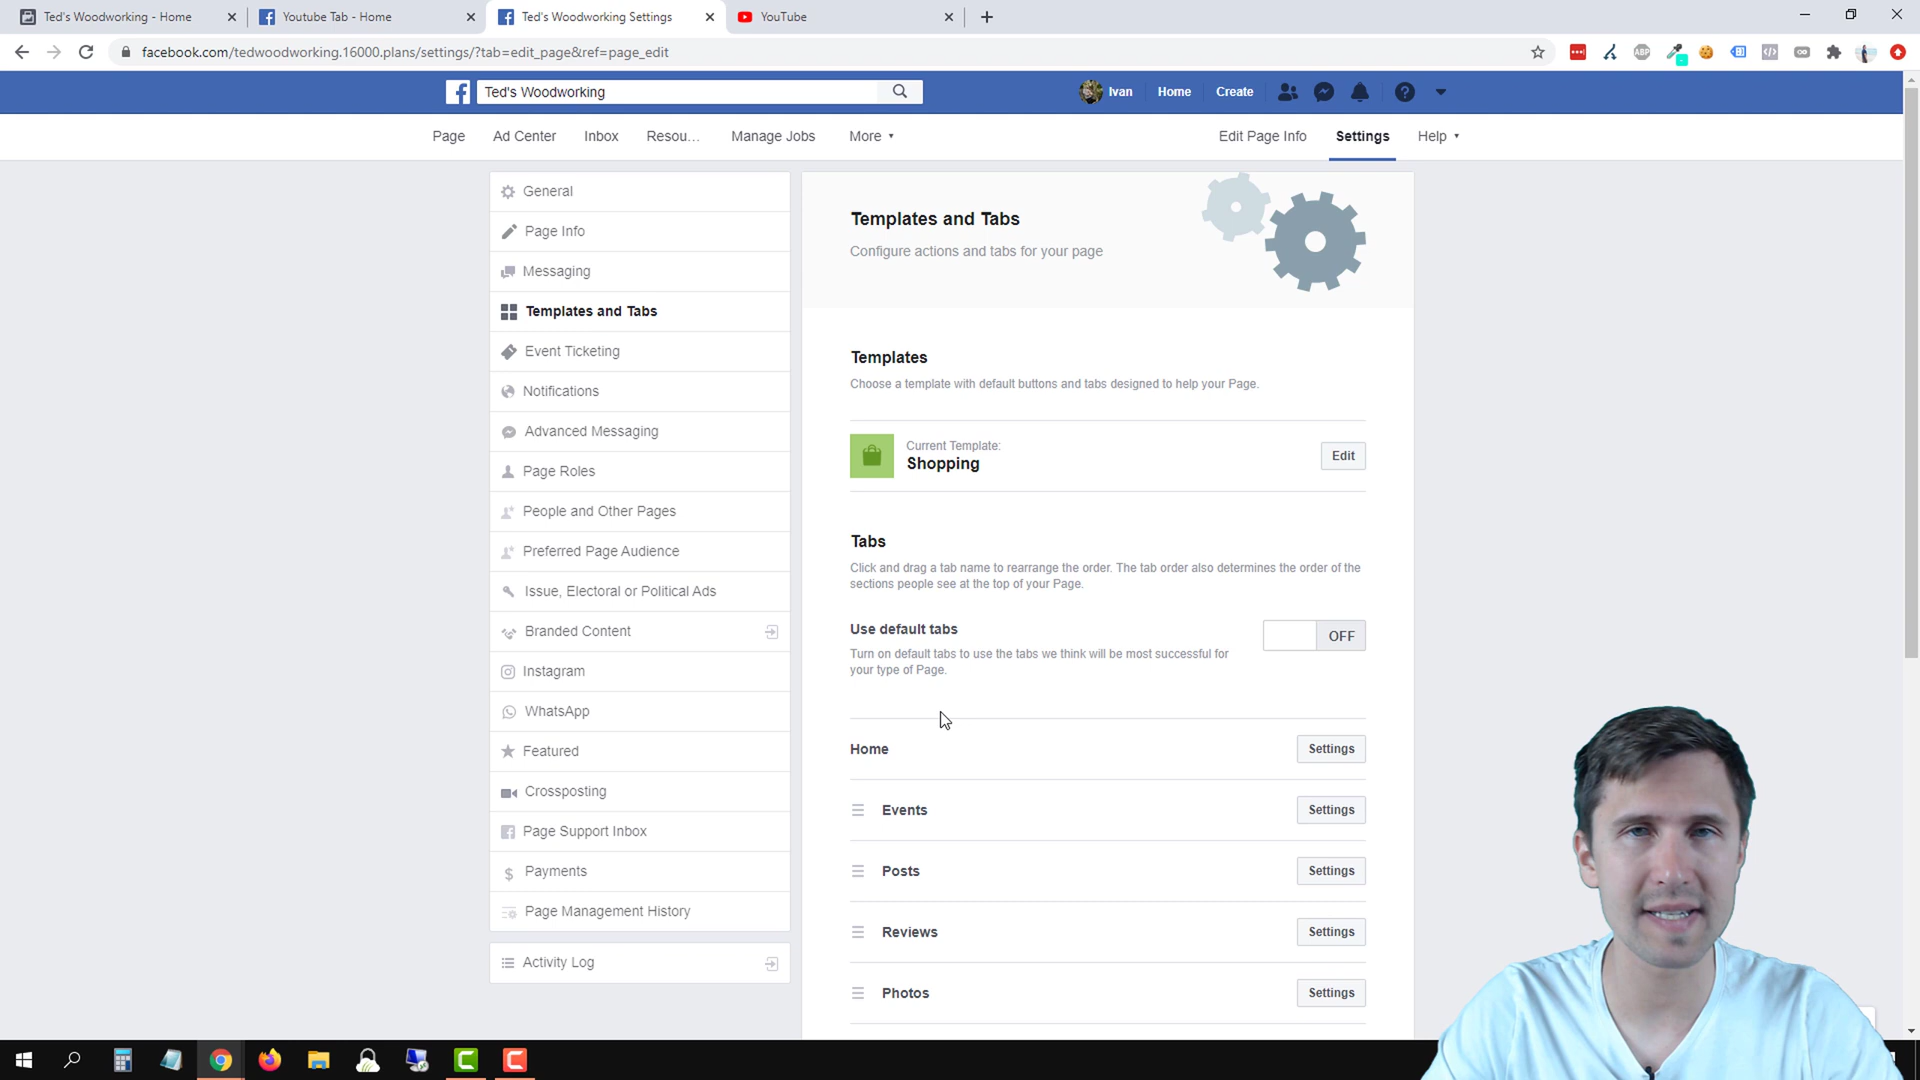 Ted's Woodworking - Home
Youtube Tab - Home
Ted's Woodworking Settings
YouTube
facebook.com/tedwoodworking.16000.plans/settings/?tab=edit_page&ref=page_edit
ABP
Ted's Woodworking
Ivan
Home
Create
Page
Ad Center
Inbox
Resou...
Manage Jobs
More
Edit Page Info
Settings
Help
General
Page Info
Messaging
Templates and Tabs
Event Ticketing
Notifications
Advanced Messaging
Page Roles
People and Other Pages
Preferred Page Audience
Issue, Electoral or Political Ads
Branded Content
Instagram
WhatsApp
Featured
Crossposting
Page Support Inbox
Payments
Page Management History
Activity Log
Templates and Tabs
Configure actions and tabs for your page
Templates
Choose a template with default buttons and tabs designed to help your Page.
Current Template:
Shopping
Edit
Tabs
Click and drag a tab name to rearrange the order. The tab order also determines the order of the
sections people see at the top of your Page.
Use default tabs
OFF
Turn on default tabs to use the tabs we think will be most successful for
your type of Page.
Home
Settings
Events
Settings
Posts
Settings
Reviews
Settings
Photos
Settings